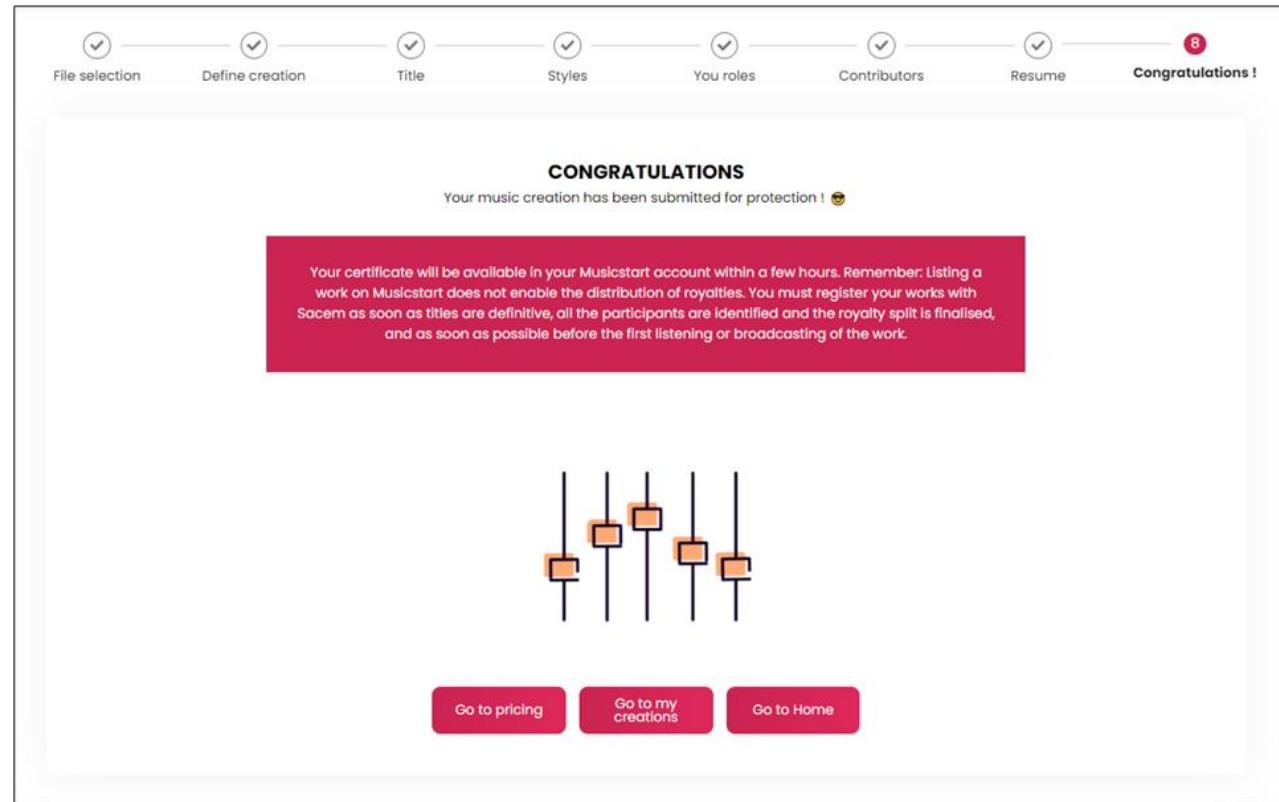 8
File selection
Define creation
Title
Styles
You roles
Contributors
Resume
Congratulations !
CONGRATULATIONS
Your music creation has been submitted for protection ! 😎
Your certificate will be available in your Musicstart account within a few hours. Remember: Listing a
work on Musicstart does not enable the distribution of royalties. You must register your works with
Sacem as soon as titles are definitive, all the participants are identified and the royalty split is finalised,
and as soon as possible before the first listening or broadcasting of the work.
Go to pricing
Go to my
creations
Go to Home